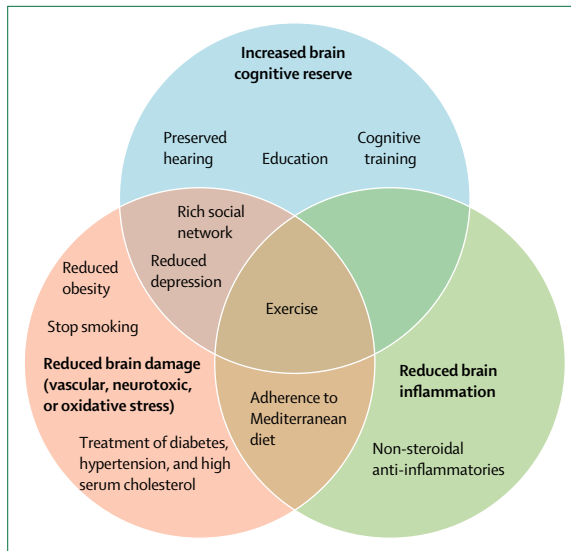 Increased brain
cognitive reserve
Preserved
hearing
Education
Cognitive
training
Rich social
network
Reduced
depression
Reduced
obesity
Stop smoking
Exercise
Reduced brain damage
(vascular, neurotoxic,
or oxidative stress)
Reduced brain
inflammation
Adherence to
Mediterranean
diet
Treatment of diabetes,
hypertension, and high
serum cholesterol
Non-steroidal
anti-inflammatories